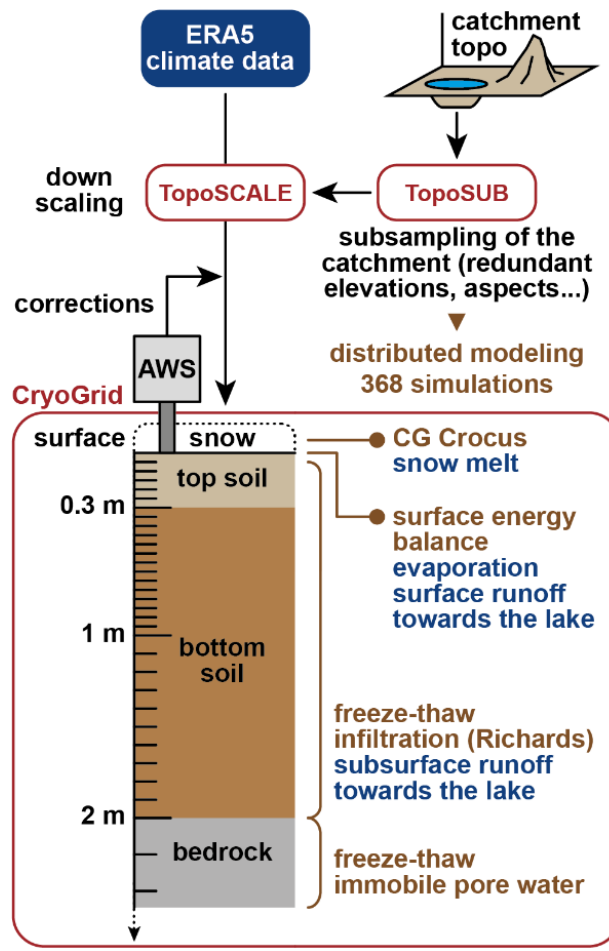 ERA5
climate data
catchment
topo
down
scaling
TopoSCALE
TopoSUB
subsampling of the
catchment (redundant
elevations, aspects...)
corrections
distributed modeling
368 simulations
AWS
CryoGrid
surface
snow
CG Crocus
snow melt
top soil
0.3 m
surface energy
balance
evaporation
surface runoff
towards the lake
1 m
bottom
soil
freeze-thaw
infiltration (Richards)
subsurface runoff
towards the lake
2 m
bedrock
freeze-thaw
immobile pore water